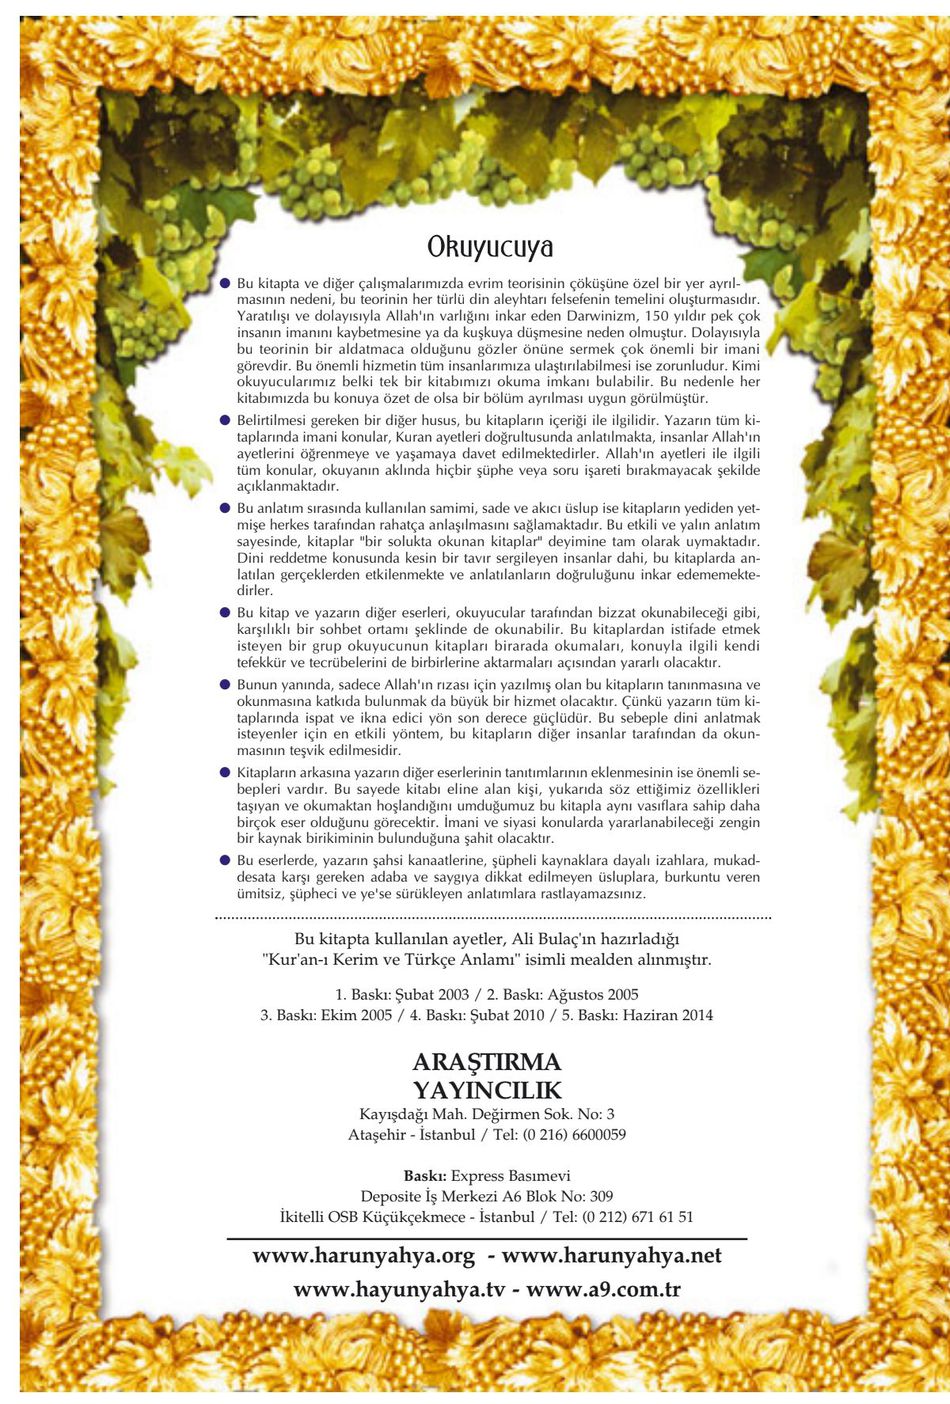 Okuyucuya
● Bu kitapta ve diğer çalışmalarımızda evrim teorisinin çöküşüne özel bir yer ayrıl-
masının nedeni, bu teorinin her türlü din aleyhtarı felsefenin temelini oluşturmasıdır.
Yaratılışı ve dolayısıyla Allah'ın varlığını inkar eden Darwinizm, 150 yıldır pek çok
insanın imanını kaybetmesine ya da kuşkuya düşmesine neden olmuştur. Dolayısıyla
bu teorinin bir aldatmaca olduğunu gözler önüne sermek çok önemli bir imani
görevdir. Bu önemli hizmetin tüm insanlarımıza ulaştırılabilmesi ise zorunludur. Kimi
okuyucularımız belki tek bir kitabımızı okuma imkanı bulabilir. Bu nedenle her
kitabımızda bu konuya özet de olsa bir bölüm ayrılması uygun görülmüştür.
● Belirtilmesi gereken bir diğer husus, bu kitapların içeriği ile ilgilidir. Yazarın tüm ki-
taplarında imani konular, Kuran ayetleri doğrultusunda anlatılmakta, insanlar Allah'ın
ayetlerini öğrenmeye ve yaşamaya davet edilmektedirler. Allah'ın ayetleri ile ilgili
tüm konular, okuyanın aklında hiçbir şüphe veya soru işareti bırakmayacak şekilde
açıklanmaktadır.
● Bu anlatım sırasında kullanılan samimi, sade ve akıcı üslup ise kitapların yediden yet-
mişe herkes tarafından rahatça anlaşılmasını sağlamaktadır. Bu etkili ve yalın anlatım
sayesinde, kitaplar "bir solukta okunan kitaplar" deyimine tam olarak uymaktadır.
Dini reddetme konusunda kesin bir tavır sergileyen insanlar dahi, bu kitaplarda an-
latılan gerçeklerden etkilenmekte ve anlatılanların doğruluğunu inkar edememekte-
dirler.
● Bu kitap ve yazarın diğer eserleri, okuyucular tarafından bizzat okunabileceği gibi,
karşılıklı bir sohbet ortamı şeklinde de okunabilir. Bu kitaplardan istifade etmek
isteyen bir grup okuyucunun kitapları birarada okumaları, konuyla ilgili kendi
tefekkür ve tecrübelerini de birbirlerine aktarmaları açısından yararlı olacaktır.
● Bunun yanında, sadece Allah'ın rızası için yazılmış olan bu kitapların tanınmasına ve
okunmasına katkıda bulunmak da büyük bir hizmet olacaktır. Çünkü yazarın tüm ki-
taplarında ispat ve ikna edici yön son derece güçlüdür. Bu sebeple dini anlatmak
isteyenler için en etkili yöntem, bu kitapların diğer insanlar tarafından da okun-
masının teşvik edilmesidir.
● Kitapların arkasına yazarın diğer eserlerinin tanıtımlarının eklenmesinin ise önemli se-
bepleri vardır. Bu sayede kitabı eline alan kişi, yukarıda söz ettiğimiz özellikleri
taşıyan ve okumaktan hoşlandığını umduğumuz bu kitapla aynı vasıflara sahip daha
birçok eser olduğunu görecektir. İmani ve siyasi konularda yararlanabileceği zengin
bir kaynak birikiminin bulunduğuna şahit olacaktır.
● Bu eserlerde, yazarın şahsi kanaatlerine, şüpheli kaynaklara dayalı izahlara, mukad-
desata karşı gereken adaba ve saygıya dikkat edilmeyen üsluplara, burkuntu veren
ümitsiz, şüpheci ve ye'se sürükleyen anlatımlara rastlayamazsınız.
Bu kitapta kullanılan ayetler, Ali Bulaç'ın hazırladığı
"Kur'an-ı Kerim ve Türkçe Anlamı" isimli mealden alınmıştır.
1. Baskı: Şubat 2003 / 2. Baskı: Ağustos 2005
3. Baskı: Ekim 2005 / 4. Baskı: Şubat 2010 / 5. Baskı: Haziran 2014
ARAŞTIRMA
YAYINCILIK
Kayışdağı Mah. Değirmen Sok. No: 3
Ataşehir - İstanbul / Tel: (0 216) 6600059
Baskı: Express Basımevi
Deposite İş Merkezi A6 Blok No: 309
İkitelli OSB Küçükçekmece - İstanbul / Tel: (0 212) 671 61 51
www.harunyahya.org - www.harunyahya.net
www.hayunyahya.tv - www.a9.com.tr